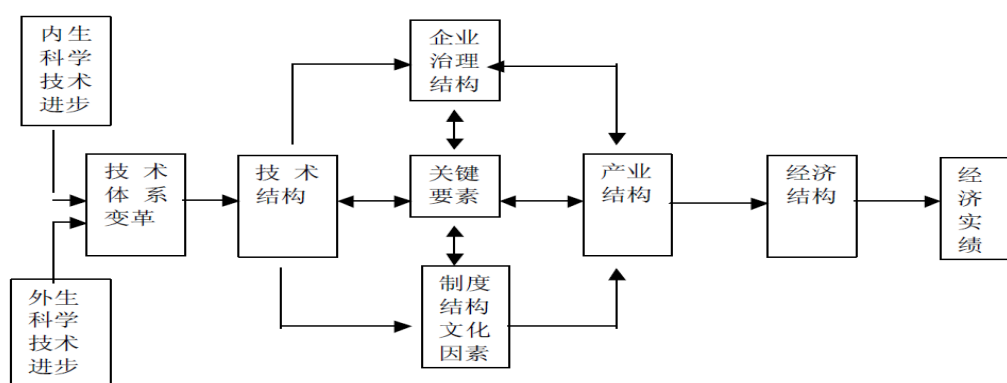 内生
科学
技术
进步
外生
科学
技术
进步
技术
体系
变革
技术
结构
企业
治理
结构
关键
要素
制度
结构
文化
因素
产业
结构
经济
结构
经
济
实
绩